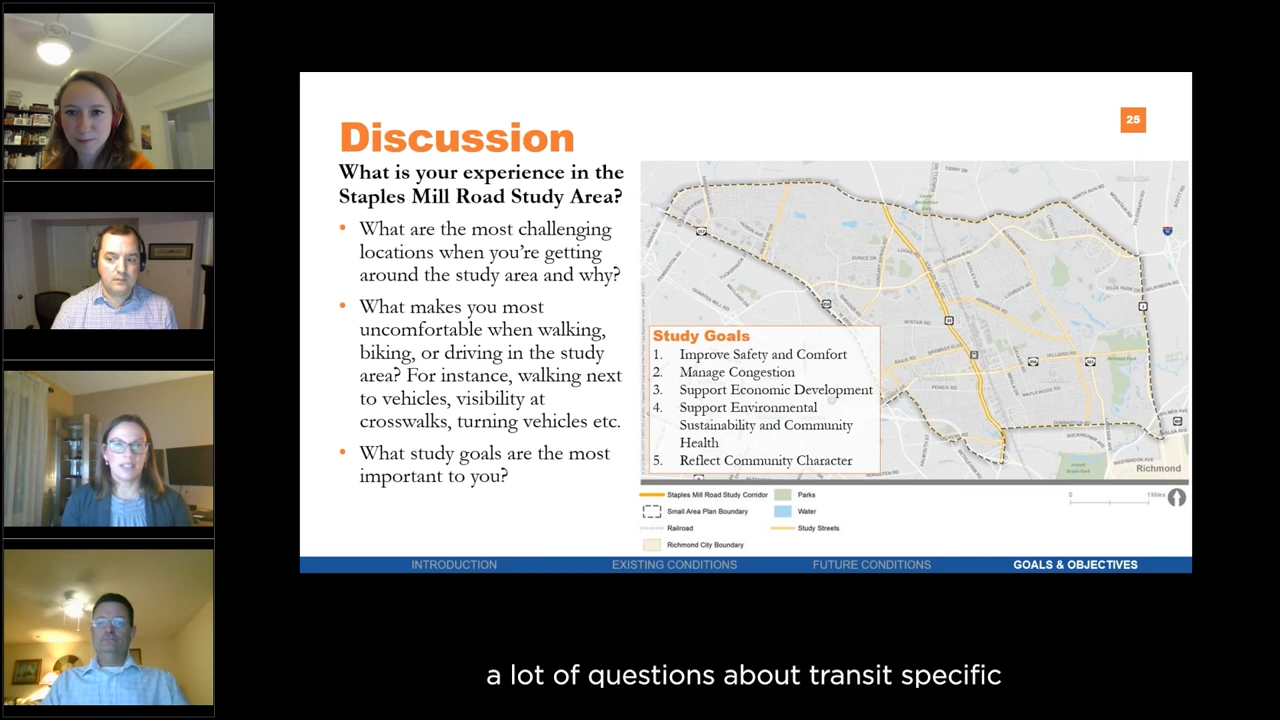 25
Discussion
What is your experience in the
Staples Mill Road Study Area?
• What are the most challenging
locations when you're getting
around the study area and why?
• What makes you most
uncomfortable when walking,
biking, or driving in the study
area? For instance, walking next
to vehicles, visibility at
crosswalks, turning vehicles etc.
• What study goals are the most
important to you?
Study Goals
1. Improve Safety and Comfort
2. Manage Congestion
3. Support Economic Development
4. Support Environmental
Sustainability and Community
Health
5. Reflect Community Character
Richmond
Staples Mill Road Study Corridor
Small Area Plan Boundary
Railroad
Richmond City Boundary
Parks
Water
Study Streets
0 1 Miles
INTRODUCTION
EXISTING CONDITIONS
FUTURE CONDITIONS
GOALS & OBJECTIVES
a lot of questions about transit specific